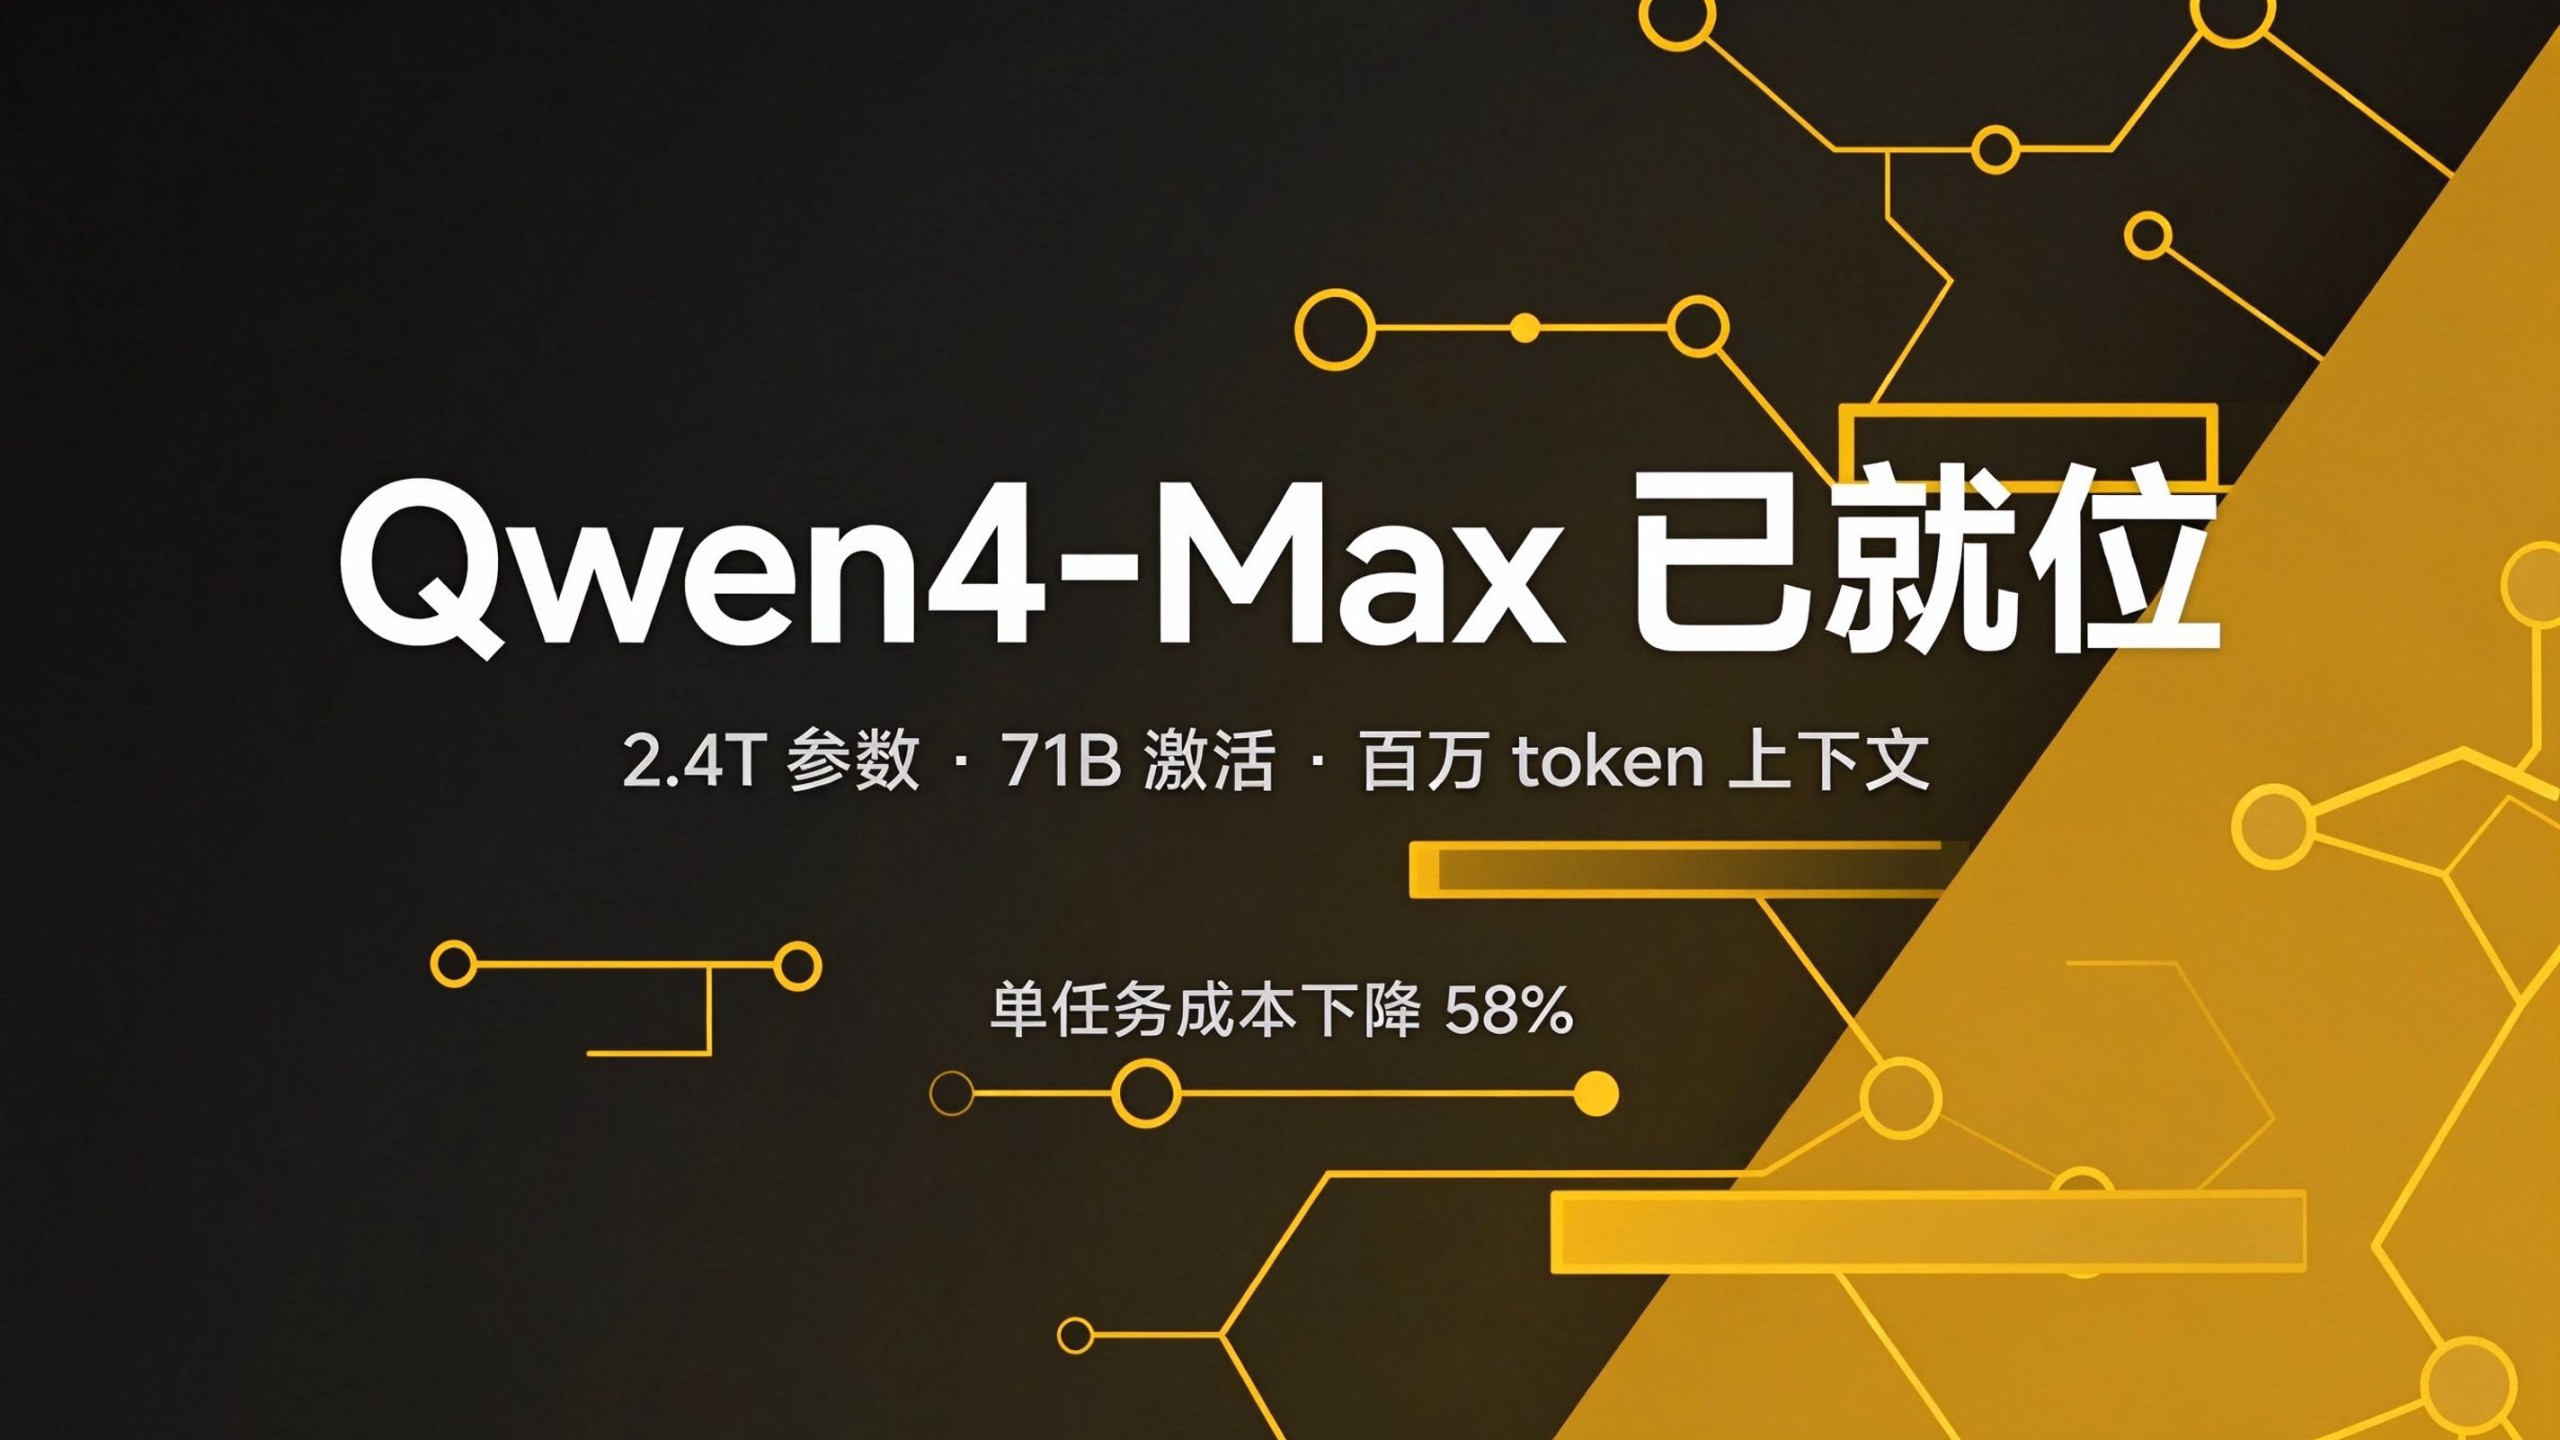 Qwen4-Max 已就位
2.4T 参数 · 71B 激活 · 百万 token 上下文
单任务成本下降 58%